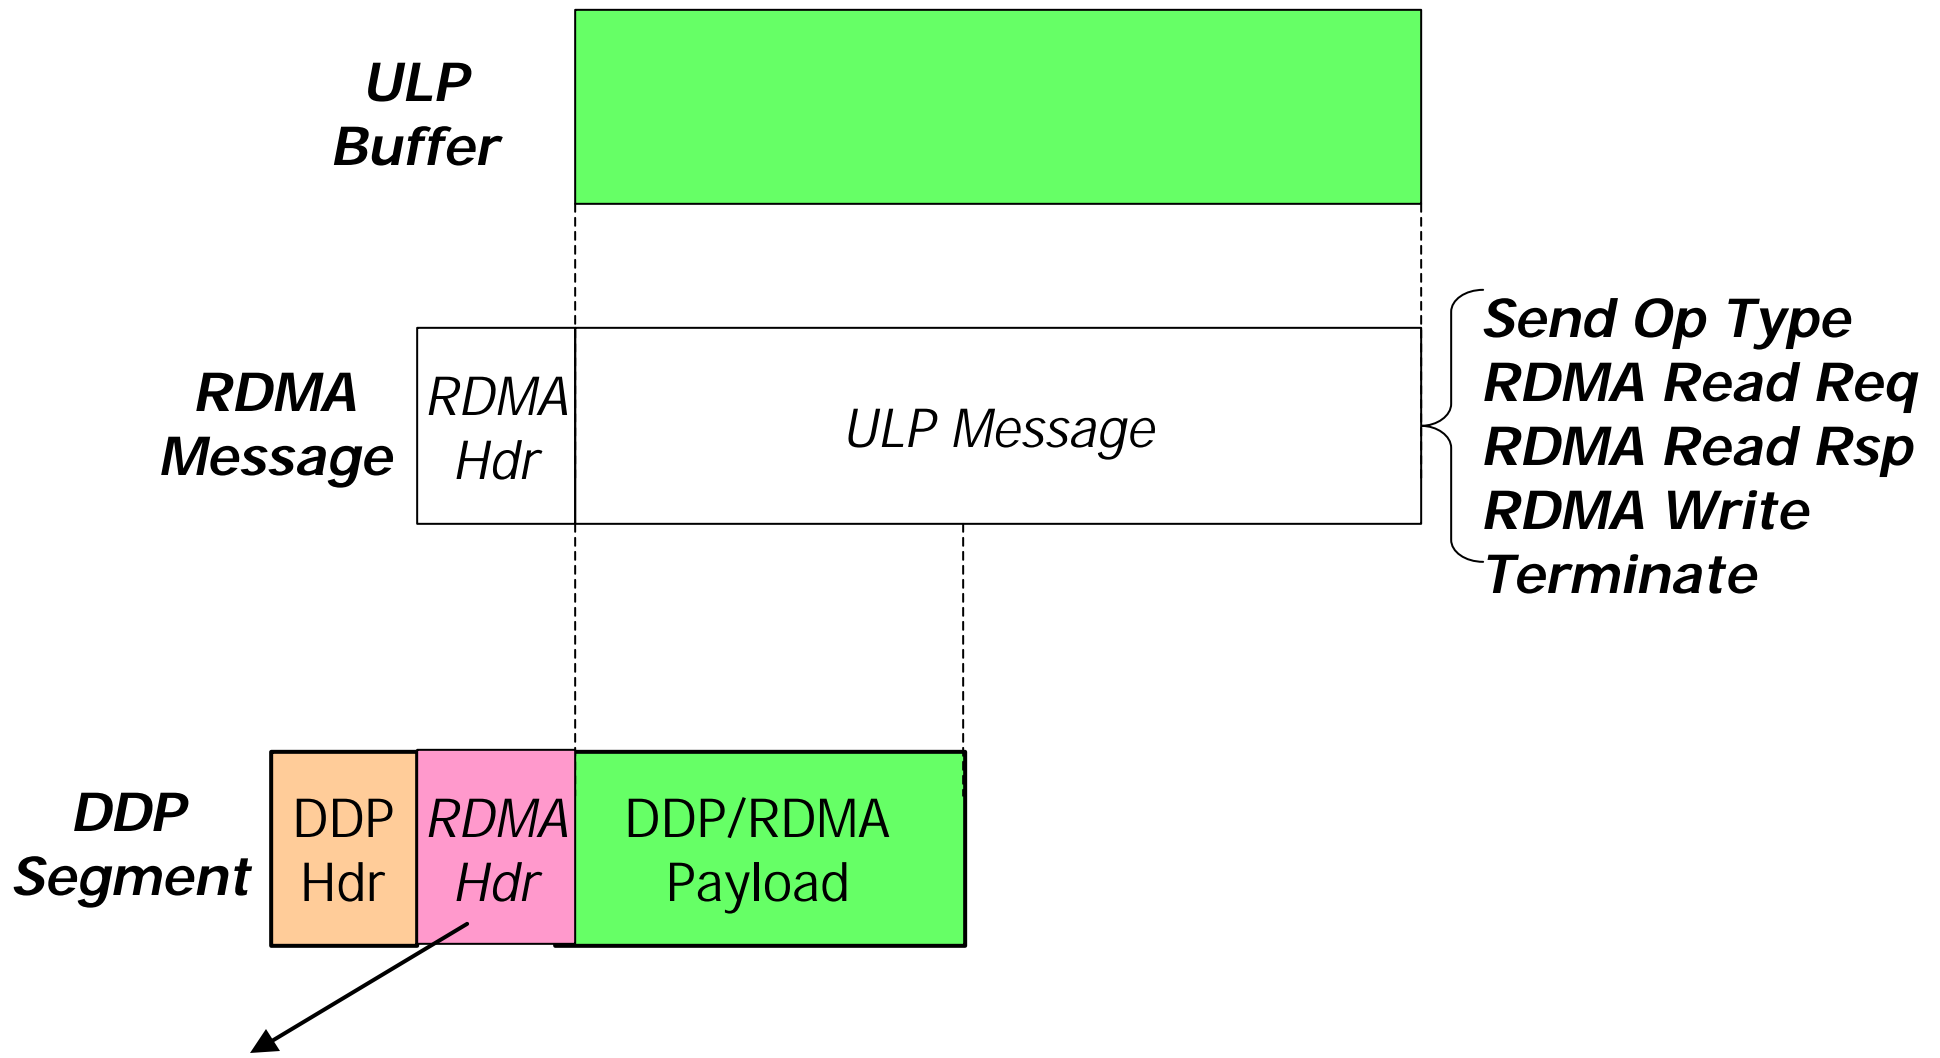 ULP
Buffer
RDMA
Message
RDMA
Hdr
ULP Message
Send Op Type
RDMA Read Req
RDMA Read Rsp
RDMA Write
Terminate
DDP
Segment
DDP
Hdr
RDMA
Hdr
DDP/RDMA
Payload